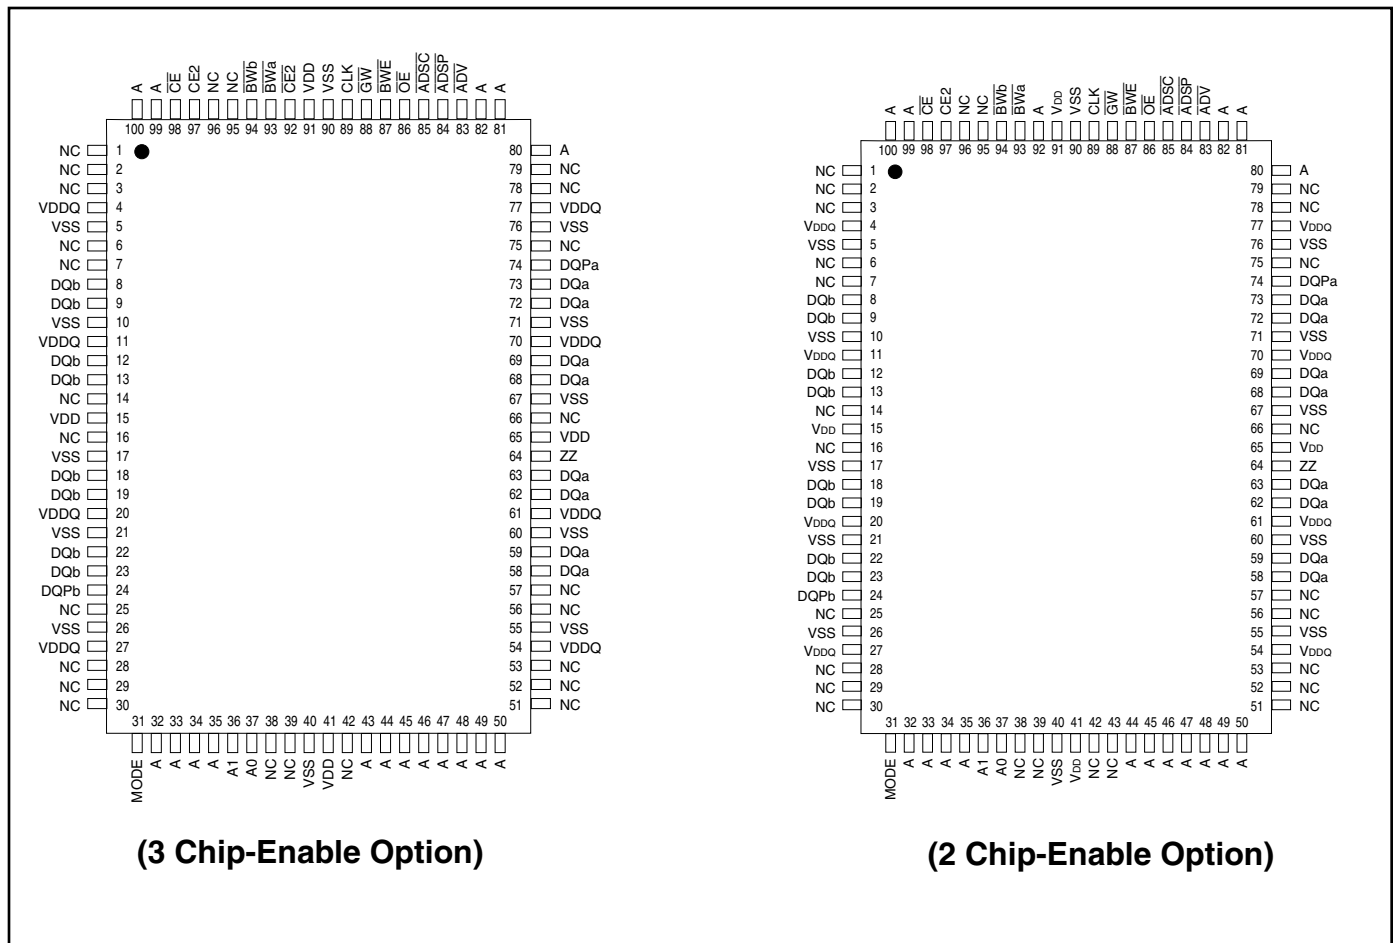 A A CE CE2 NC NC BWb BWa CE2 VDD VSS CLK GW BWE OE ADSC ADSP ADV A A
100 99 98 97 96 95 94 93 92 91 90 89 88 87 86 85 84 83 82 81
NC 1 80 A
NC 2 79 NC
NC 3 78 NC
VDDQ 4 77 VDDQ
VSS 5 76 VSS
NC 6 75 NC
NC 7 74 DQPa
DQb 8 73 DQa
DQb 9 72 DQa
VSS 10 71 VSS
VDDQ 11 70 VDDQ
DQb 12 69 DQa
DQb 13 68 DQa
NC 14 67 VSS
VDD 15 66 NC
NC 16 65 VDD
VSS 17 64 ZZ
DQb 18 63 DQa
DQb 19 62 DQa
VDDQ 20 61 VDDQ
VSS 21 60 VSS
DQb 22 59 DQa
DQb 23 58 DQa
DQPb 24 57 NC
NC 25 56 NC
VSS 26 55 VSS
VDDQ 27 54 VDDQ
NC 28 53 NC
NC 29 52 NC
NC 30 51 NC
31 32 33 34 35 36 37 38 39 40 41 42 43 44 45 46 47 48 49 50
MODE A A A A A1 A0 NC NC VSS VDD NC A A A A A A A A
(3 Chip-Enable Option)
A A CE CE2 NC NC BWb BWa A VDD VSS CLK GW BWE OE ADSC ADSP ADV A A
100 99 98 97 96 95 94 93 92 91 90 89 88 87 86 85 84 83 82 81
NC 1 80 A
NC 2 79 NC
NC 3 78 NC
VDDQ 4 77 VDDQ
VSS 5 76 VSS
NC 6 75 NC
NC 7 74 DQPa
DQb 8 73 DQa
DQb 9 72 DQa
VSS 10 71 VSS
VDDQ 11 70 VDDQ
DQb 12 69 DQa
DQb 13 68 DQa
NC 14 67 VSS
VDD 15 66 NC
NC 16 65 VDD
VSS 17 64 ZZ
DQb 18 63 DQa
DQb 19 62 DQa
VDDQ 20 61 VDDQ
VSS 21 60 VSS
DQb 22 59 DQa
DQb 23 58 DQa
DQPb 24 57 NC
NC 25 56 NC
VSS 26 55 VSS
VDDQ 27 54 VDDQ
NC 28 53 NC
NC 29 52 NC
NC 30 51 NC
31 32 33 34 35 36 37 38 39 40 41 42 43 44 45 46 47 48 49 50
MODE A A A A A1 A0 NC NC VSS VDD NC NC A A A A A A A
(2 Chip-Enable Option)